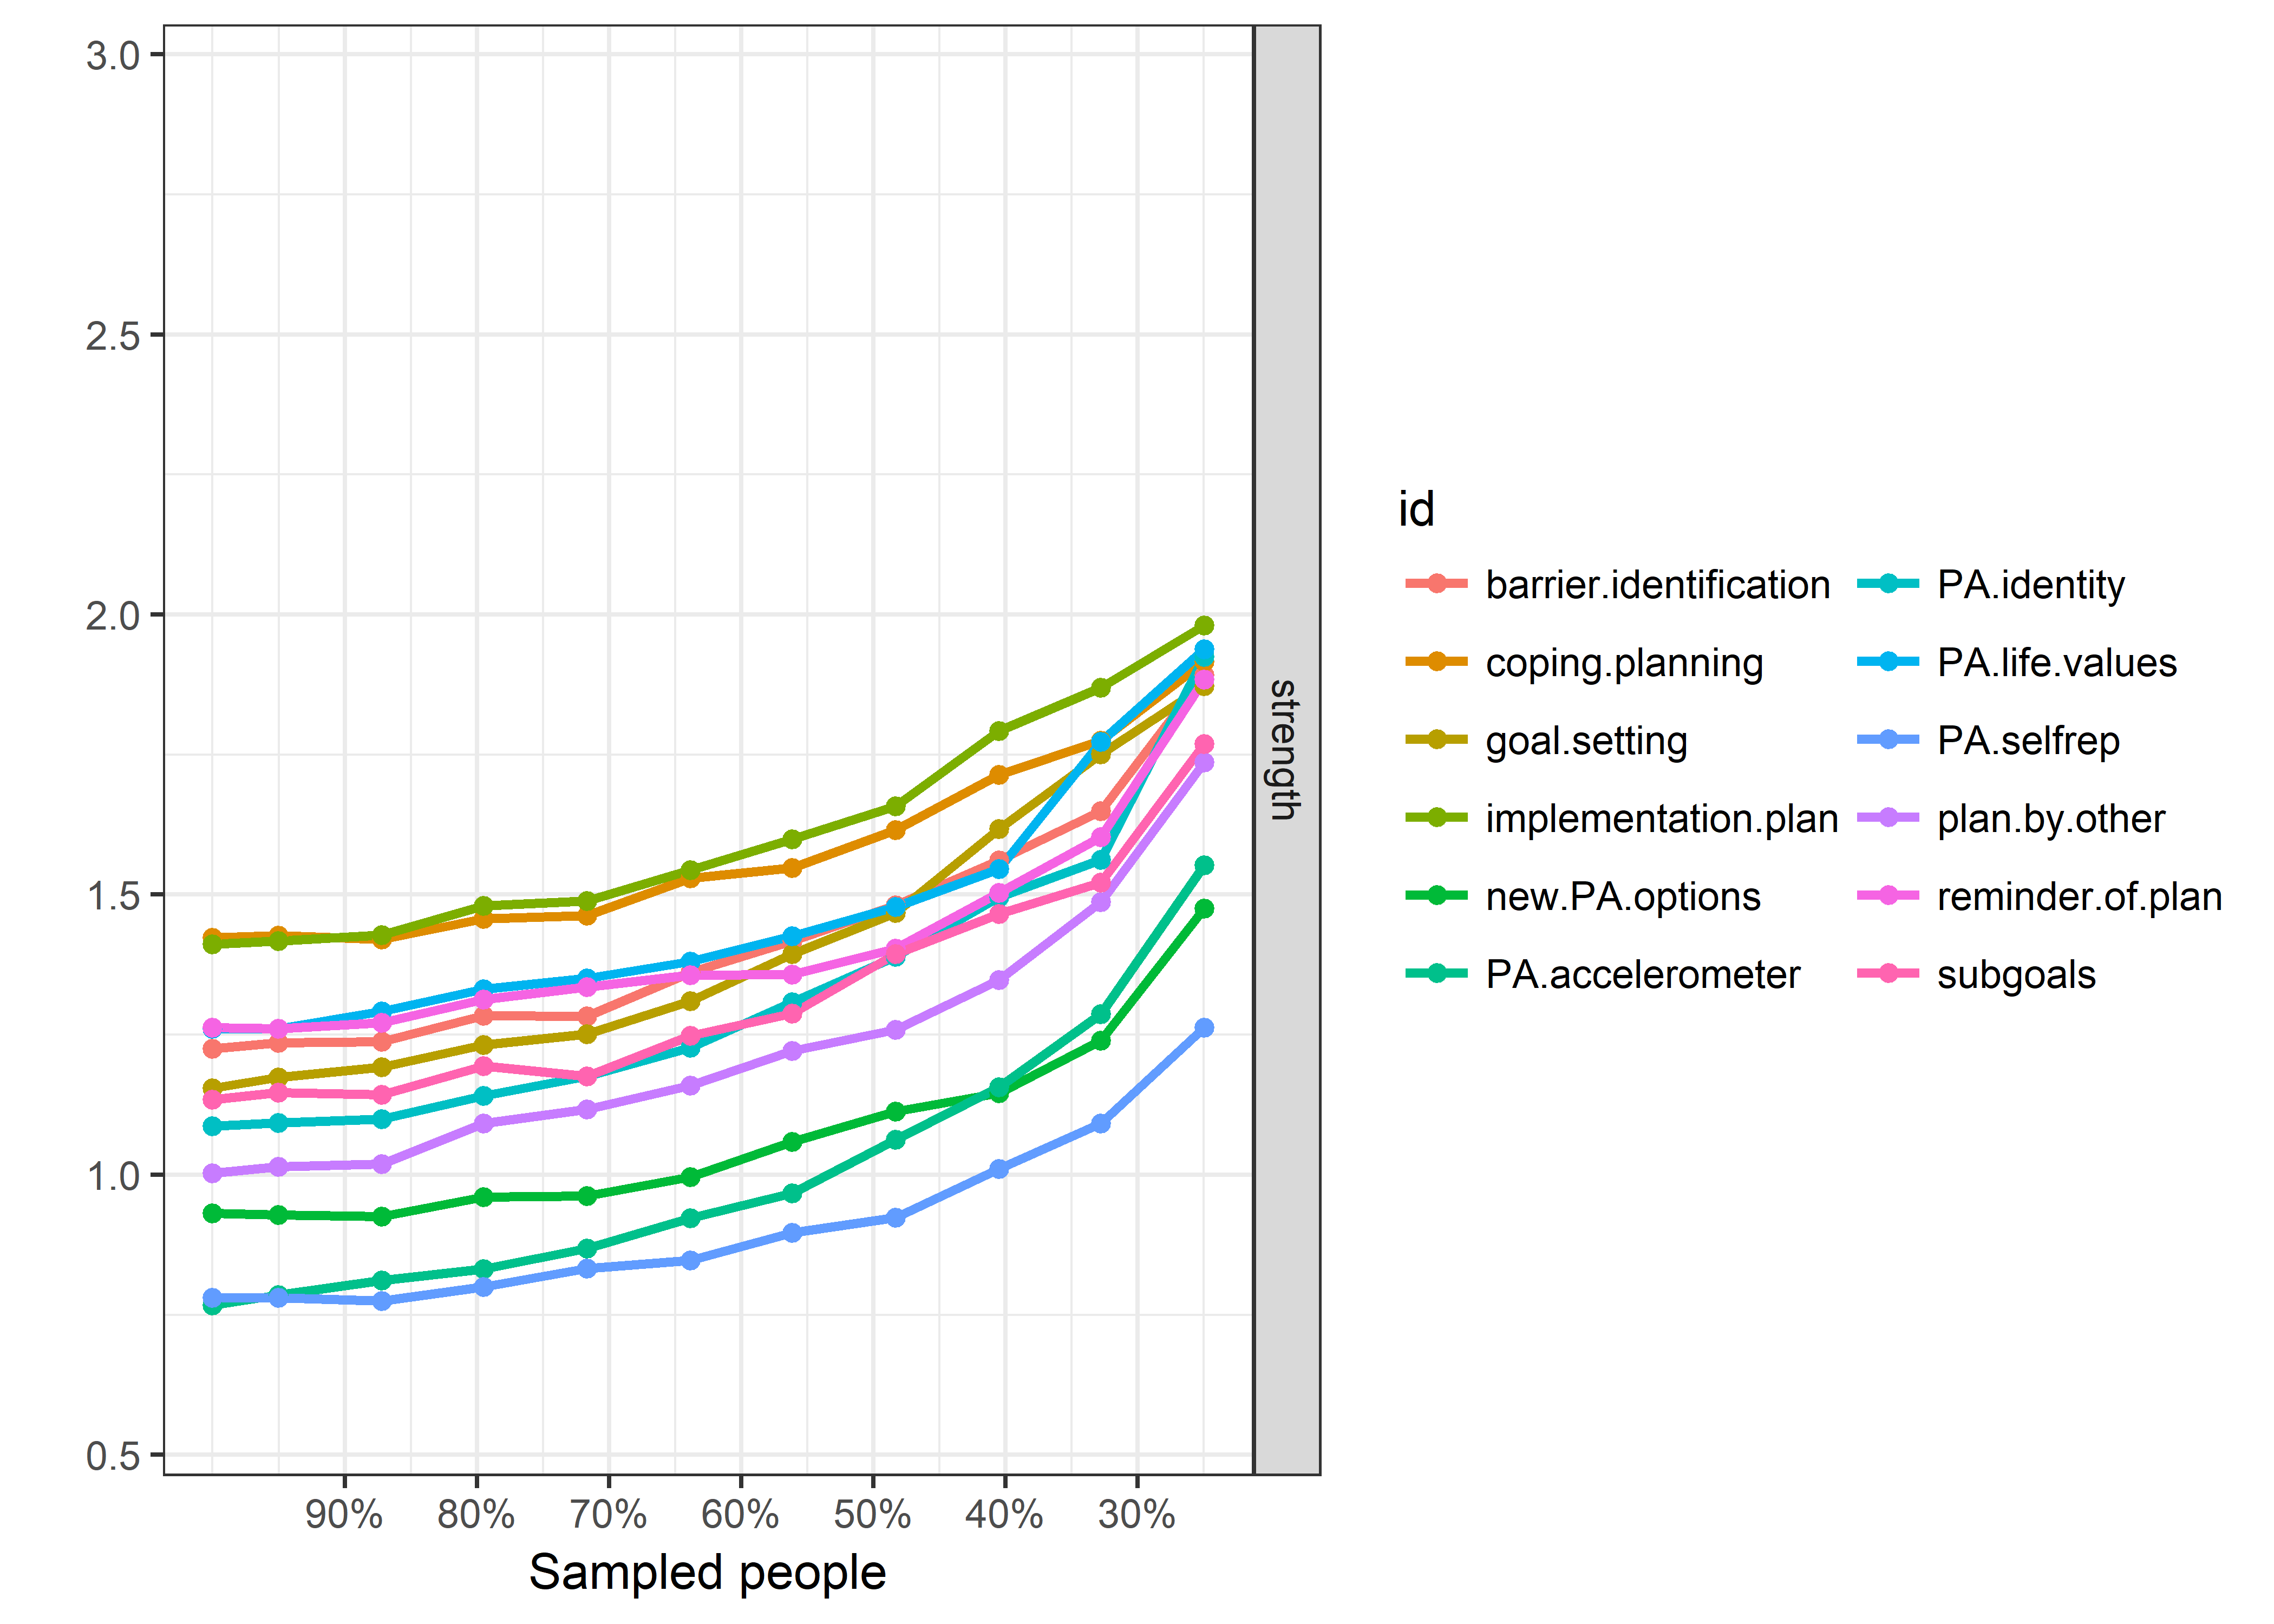 3.0
2.5
2.0
1.5
1.0
0.5
90% 80% 70% 60% 50% 40% 30%
Sampled people
strength
id
barrier.identification
coping.planning
goal.setting
implementation.plan
new.PA.options
PA.accelerometer
PA.identity
PA.life.values
PA.selfrep
plan.by.other
reminder.of.plan
subgoals